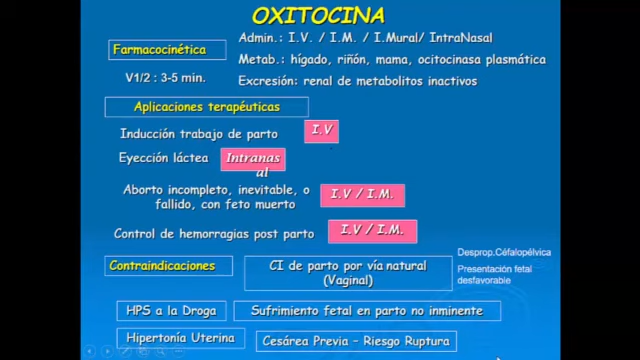 OXITOCINA
Farmacocinética
Admin.: I.V. / I.M. / I.Mural/ IntraNasal
Metab.: hígado, riñón, mama, ocitocinasa plasmática
V1/2 : 3-5 min.
Excresión: renal de metabolitos inactivos
Aplicaciones terapéuticas
Inducción trabajo de parto
I.V
Eyección láctea
Intranas
al
Aborto incompleto, inevitable, o
fallido, con feto muerto
I.V / I.M.
Control de hemorragias post parto
I.V / I.M.
Contraindicaciones
CI de parto por vía natural
(Vaginal)
Desprop.Céfalopélvica
Presentación fetal
desfavorable
HPS a la Droga
Sufrimiento fetal en parto no inminente
Hipertonía Uterina
Cesárea Previa – Riesgo Ruptura